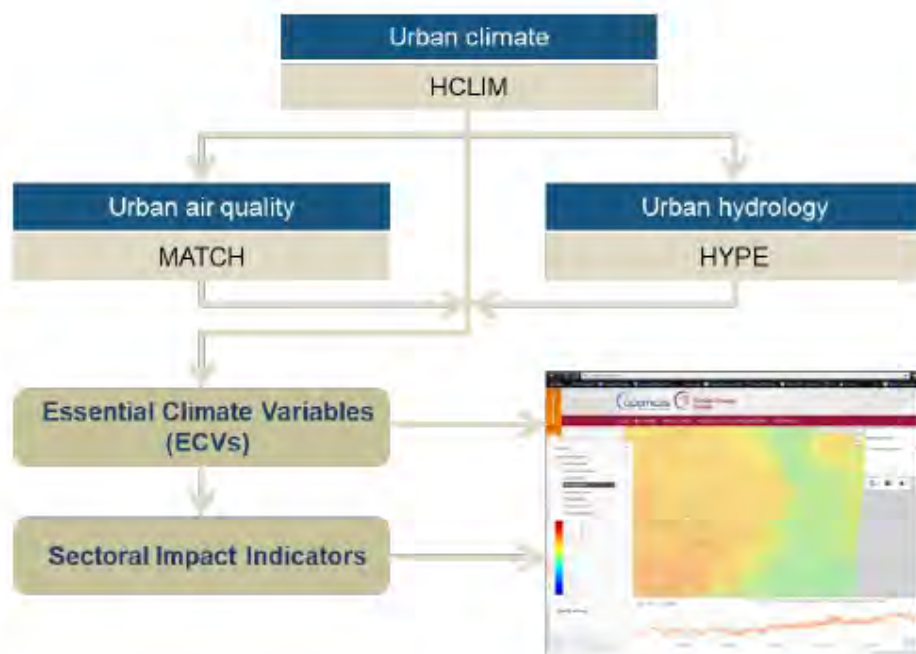 Urban climate
HCLIM
Urban air quality
MATCH
Urban hydrology
HYPE
Essential Climate Variables
(ECVs)
Sectoral Impact Indicators